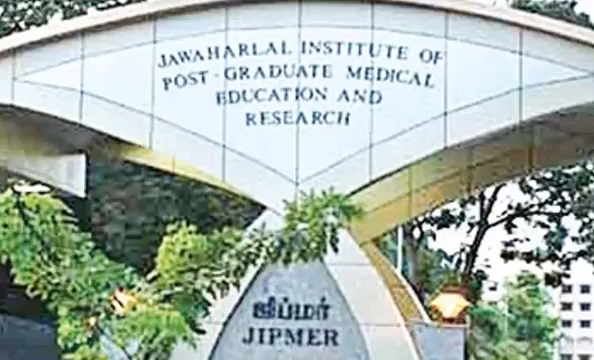 JAWAHARLAL INSTITUTE OF
POST-GRADUATE MEDICAL
EDUCATION AND
RESEARCH
ஜிப்மர்
JIPMER